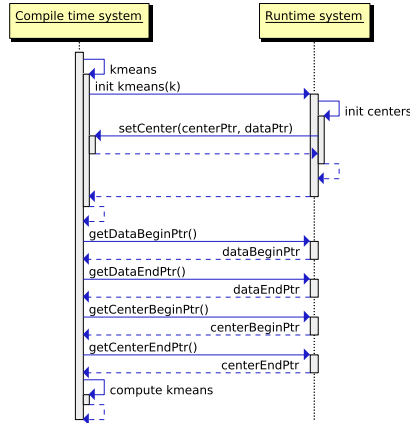 Compile time system
Runtime system
kmeans
init kmeans(k)
init centers
setCenter(centerPtr, dataPtr)
getDataBeginPtr()
dataBeginPtr
getDataEndPtr()
dataEndPtr
getCenterBeginPtr()
centerBeginPtr
getCenterEndPtr()
centerEndPtr
compute kmeans